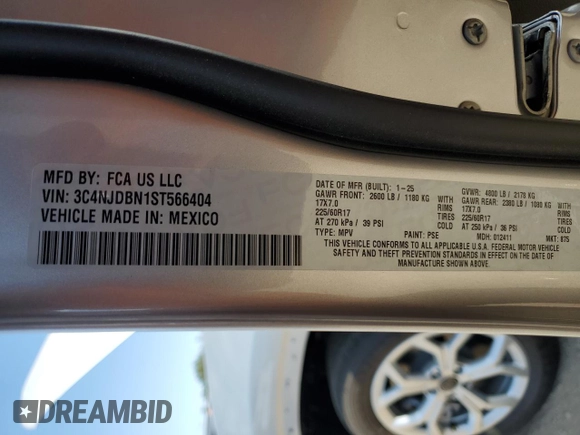 MFD BY: FCA US LLC
VIN: 3C4NJDBN1ST566404
VEHICLE MADE IN: MEXICO
DATE OF MFR (BUILT): 1-25 GVWR: 4800 LB / 2178 KG
GAWR FRONT: 2600 LB / 1180 KG WITH GAWR REAR: 2380 LB / 1080 KG WITH
17X7.0 RIMS 17X7.0 RIMS
225/60R17 TIRES 225/60R17 TIRES
AT 270 kPa / 39 PSI COLD AT 250 kPa / 36 PSI COLD
TYPE: MPV PAINT: PSE MDH: 012411 MKT: 875
THIS VEHICLE CONFORMS TO ALL APPLICABLE U.S.A. FEDERAL MOTOR VEHICLE
SAFETY AND THEFT PREVENTION STANDARDS IN EFFECT ON THE DATE OF
MANUFACTURE SHOWN ABOVE.
DREAMBID